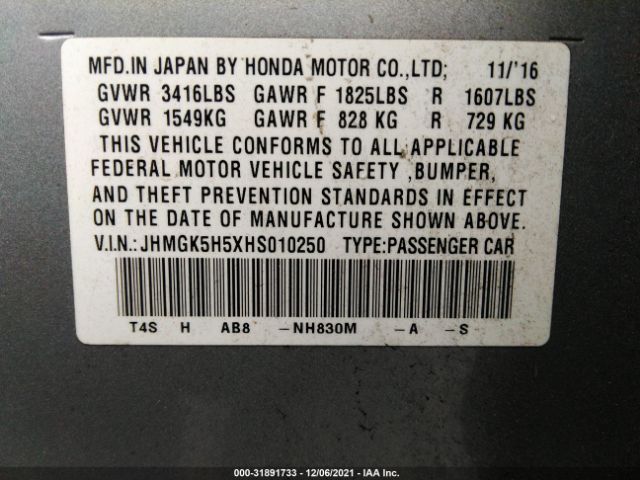 MFD.IN JAPAN BY HONDA MOTOR CO.,LTD; 11/'16
GVWR 3416LBS GAWR F 1825LBS R 1607LBS
GVWR 1549KG GAWR F 828 KG R 729 KG
THIS VEHICLE CONFORMS TO ALL APPLICABLE
FEDERAL MOTOR VEHICLE SAFETY ,BUMPER,
AND THEFT PREVENTION STANDARDS IN EFFECT
ON THE DATE OF MANUFACTURE SHOWN ABOVE.
V.I.N.:JHMGK5H5XHS010250 TYPE:PASSENGER CAR
T4S H AB8 -NH830M -A -S
000-31891733 - 12/06/2021 - IAA Inc.